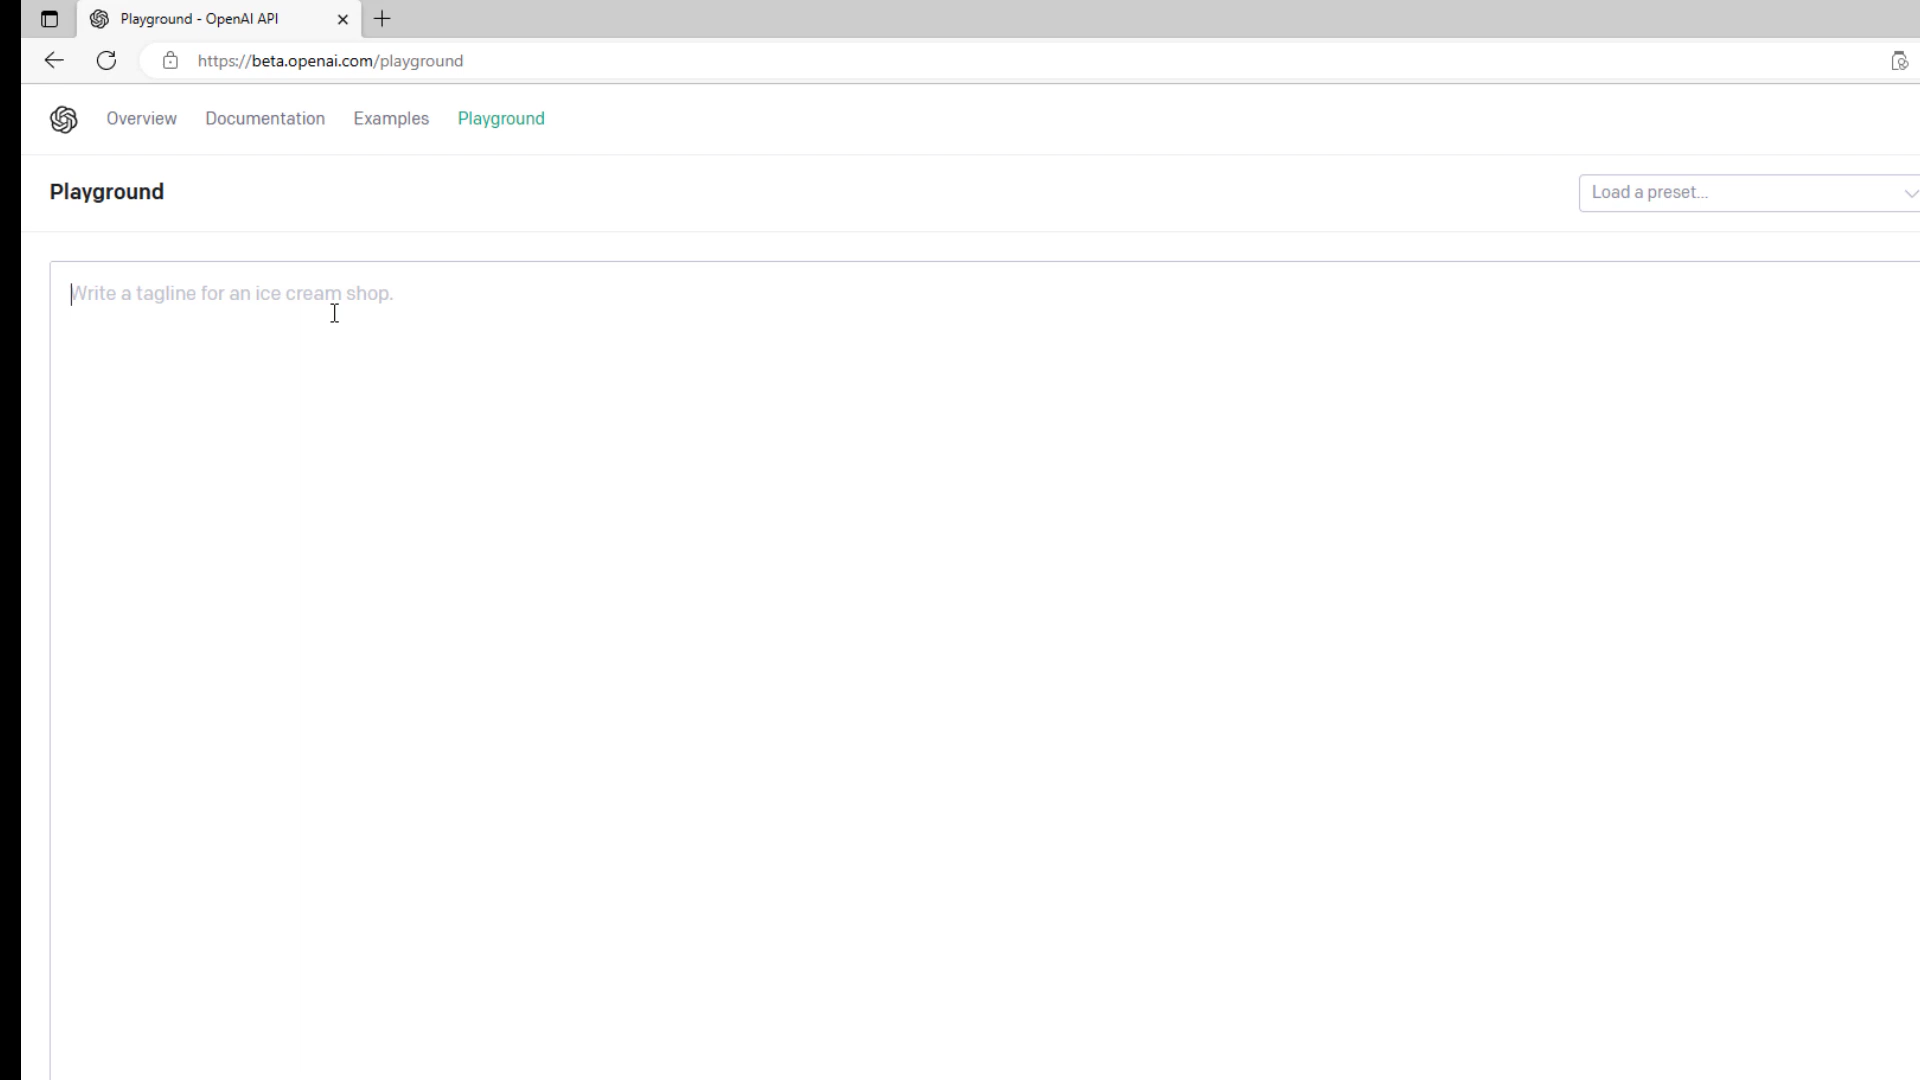 Playground - OpenAI API
https://beta.openai.com/playground
Overview Documentation Examples Playground
Playground
Load a preset...
Write a tagline for an ice cream shop.